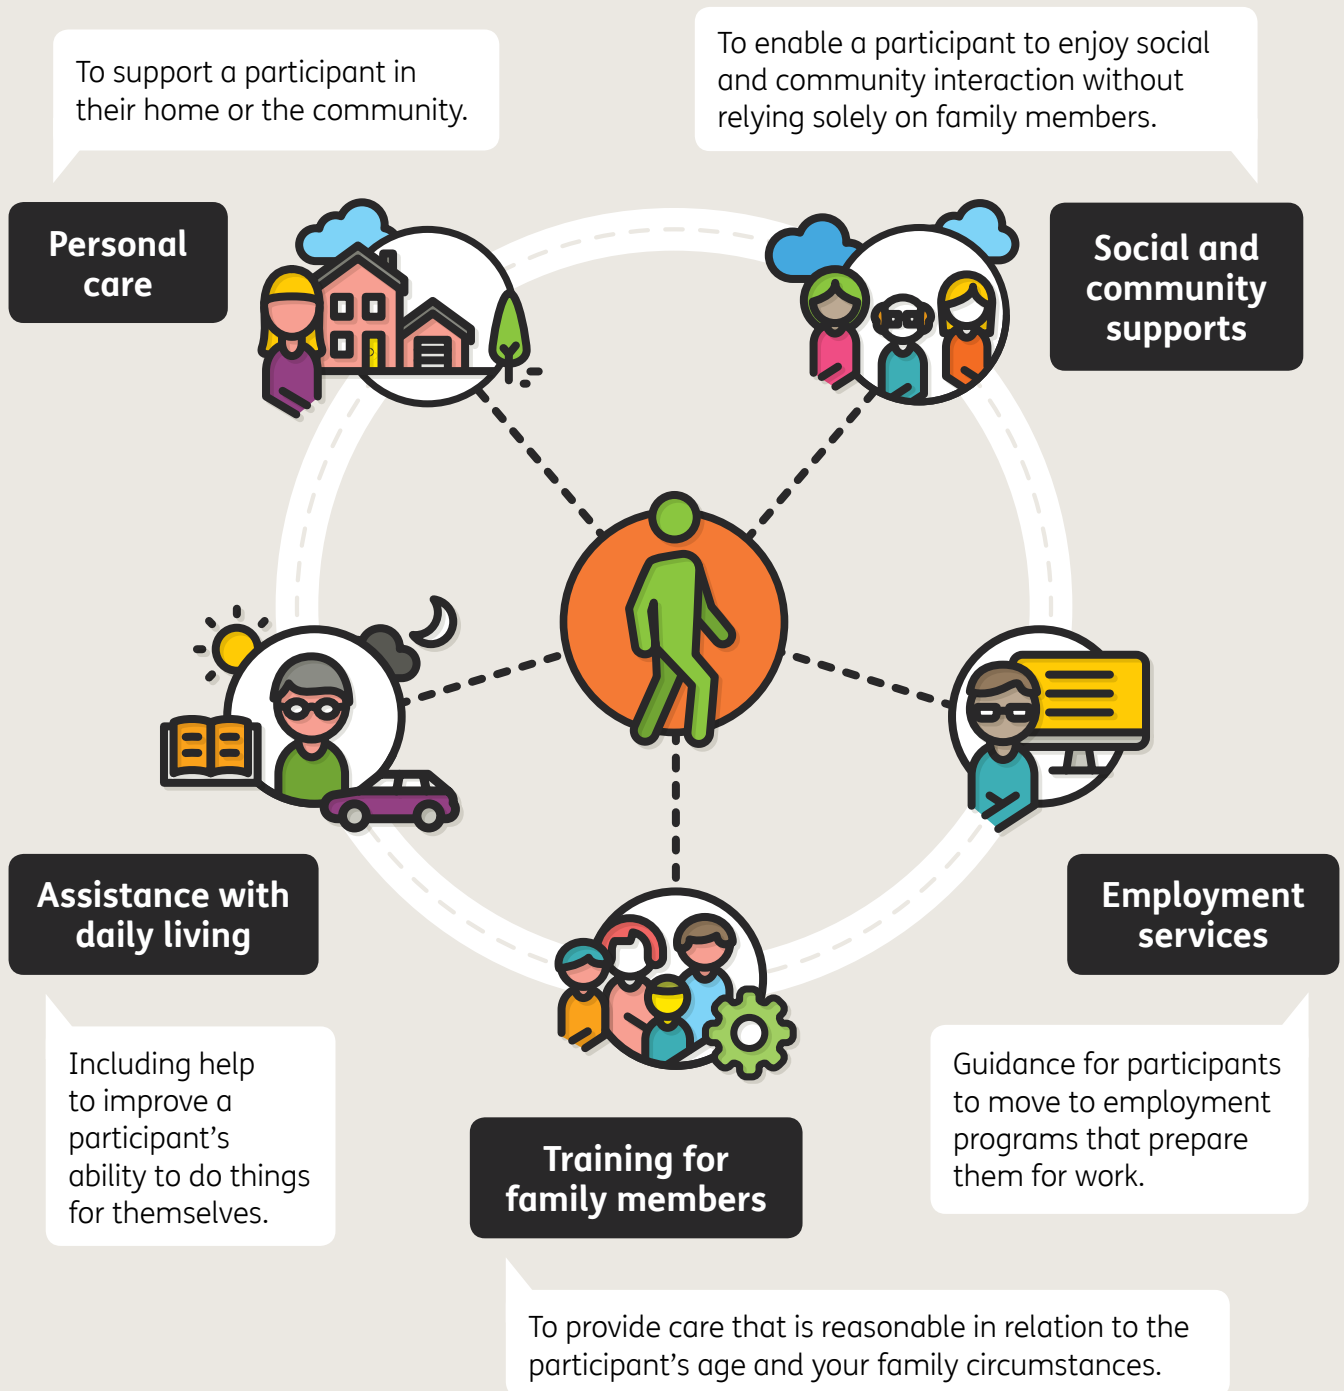 To support a participant in
their home or the community.
Personal
care
To enable a participant to enjoy social
and community interaction without
relying solely on family members.
Social and
community
supports
Assistance with
daily living
Including help
to improve a
participant’s
ability to do things
for themselves.
Employment
services
Guidance for participants
to move to employment
programs that prepare
them for work.
Training for
family members
To provide care that is reasonable in relation to the
participant’s age and your family circumstances.